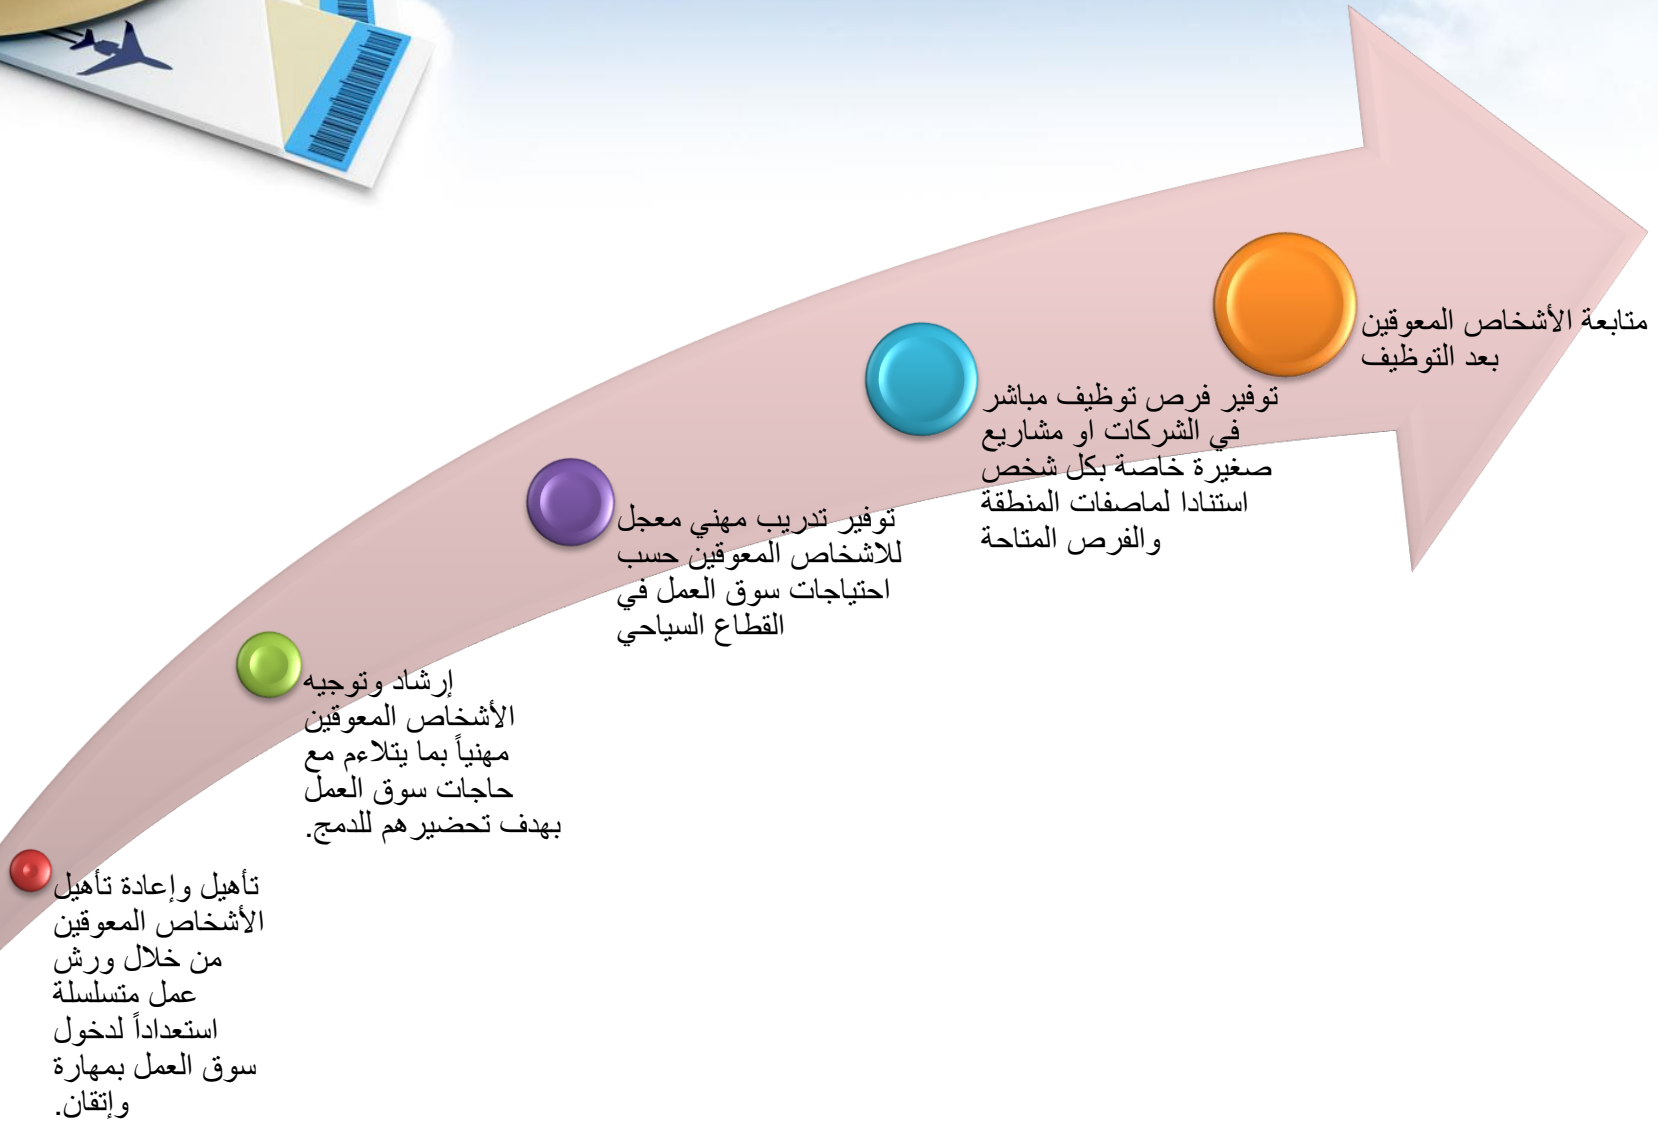 تأهيل وإعادة تأهيل
الأشخاص المعوقين
من خلال ورش
عمل متسلسلة
استعداداً لدخول
سوق العمل بمهارة
وإتقان.
إرشاد وتوجيه
الأشخاص المعوقين
مهنياً بما يتلاءم مع
حاجات سوق العمل
بهدف تحضيرهم للدمج.
توفير تدريب مهني معجل
للاشخاص المعوقين حسب
احتياجات سوق العمل في
القطاع السياحي
توفير فرص توظيف مباشر
في الشركات او مشاريع
صغيرة خاصة بكل شخص
استنادا لماصفات المنطقة
والفرص المتاحة
متابعة الأشخاص المعوقين
بعد التوظيف